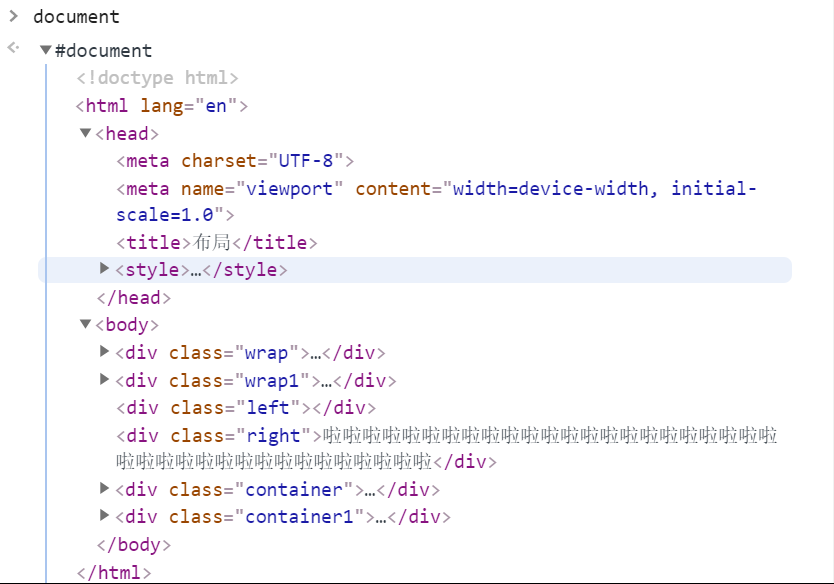 document
#document
<!doctype html>
<html lang="en">
<head>
<meta charset="UTF-8">
<meta name="viewport" content="width=device-width, initial-
scale=1.0">
<title>布局</title>
<style>…</style>
</head>
<body>
<div class="wrap">…</div>
<div class="wrap1">…</div>
<div class="left"></div>
<div class="right">啦啦啦啦啦啦啦啦啦啦啦啦啦啦啦啦啦啦啦啦啦啦啦
啦啦啦啦啦啦啦啦啦啦啦啦啦啦啦啦</div>
<div class="container">…</div>
<div class="container1">…</div>
</body>
</html>